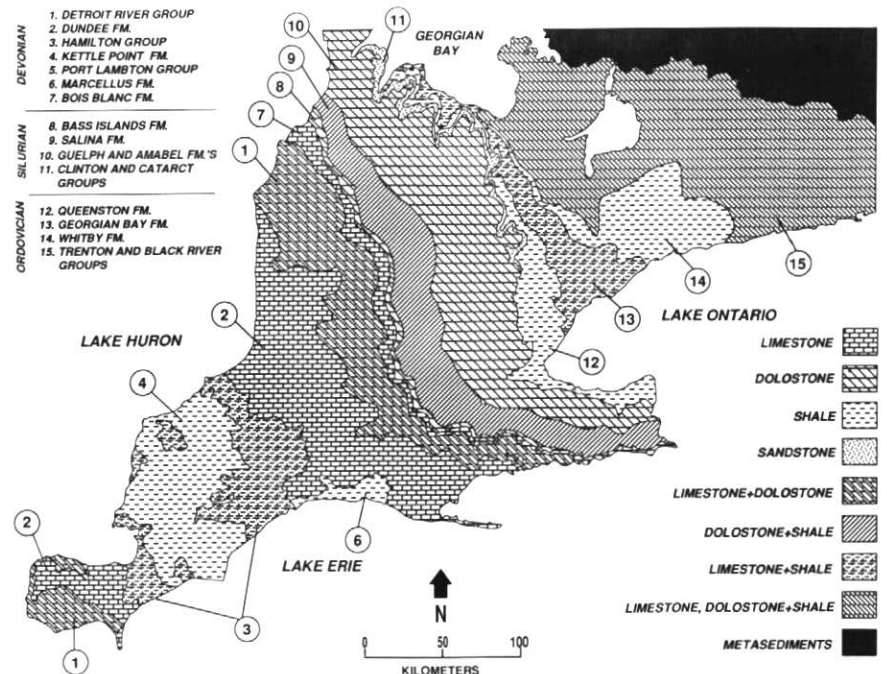 DEVONIAN
1. DETROIT RIVER GROUP
2. DUNDEE FM.
3. HAMILTON GROUP
4. KETTLE POINT FM.
5. PORT LAMBTON GROUP
6. MARCELLUS FM.
7. BOIS BLANC FM.
SILURIAN
8. BASS ISLANDS FM.
9. SALINA FM.
10. GUELPH AND AMABEL FM.'S
11. CLINTON AND CATARCT
GROUPS
ORDOVICIAN
12. QUEENSTON FM.
13. GEORGIAN BAY FM.
14. WHITBY FM.
15. TRENTON AND BLACK RIVER
GROUPS
10
9
8
7
1
11
GEORGIAN
BAY
2
LAKE HURON
4
2
1
3
LAKE ERIE
6
12
13
14
15
LAKE ONTARIO
LIMESTONE
DOLOSTONE
SHALE
SANDSTONE
LIMESTONE+DOLOSTONE
DOLOSTONE+SHALE
LIMESTONE+SHALE
LIMESTONE, DOLOSTONE+SHALE
METASEDIMENTS
N
0 50 100
KILOMETERS